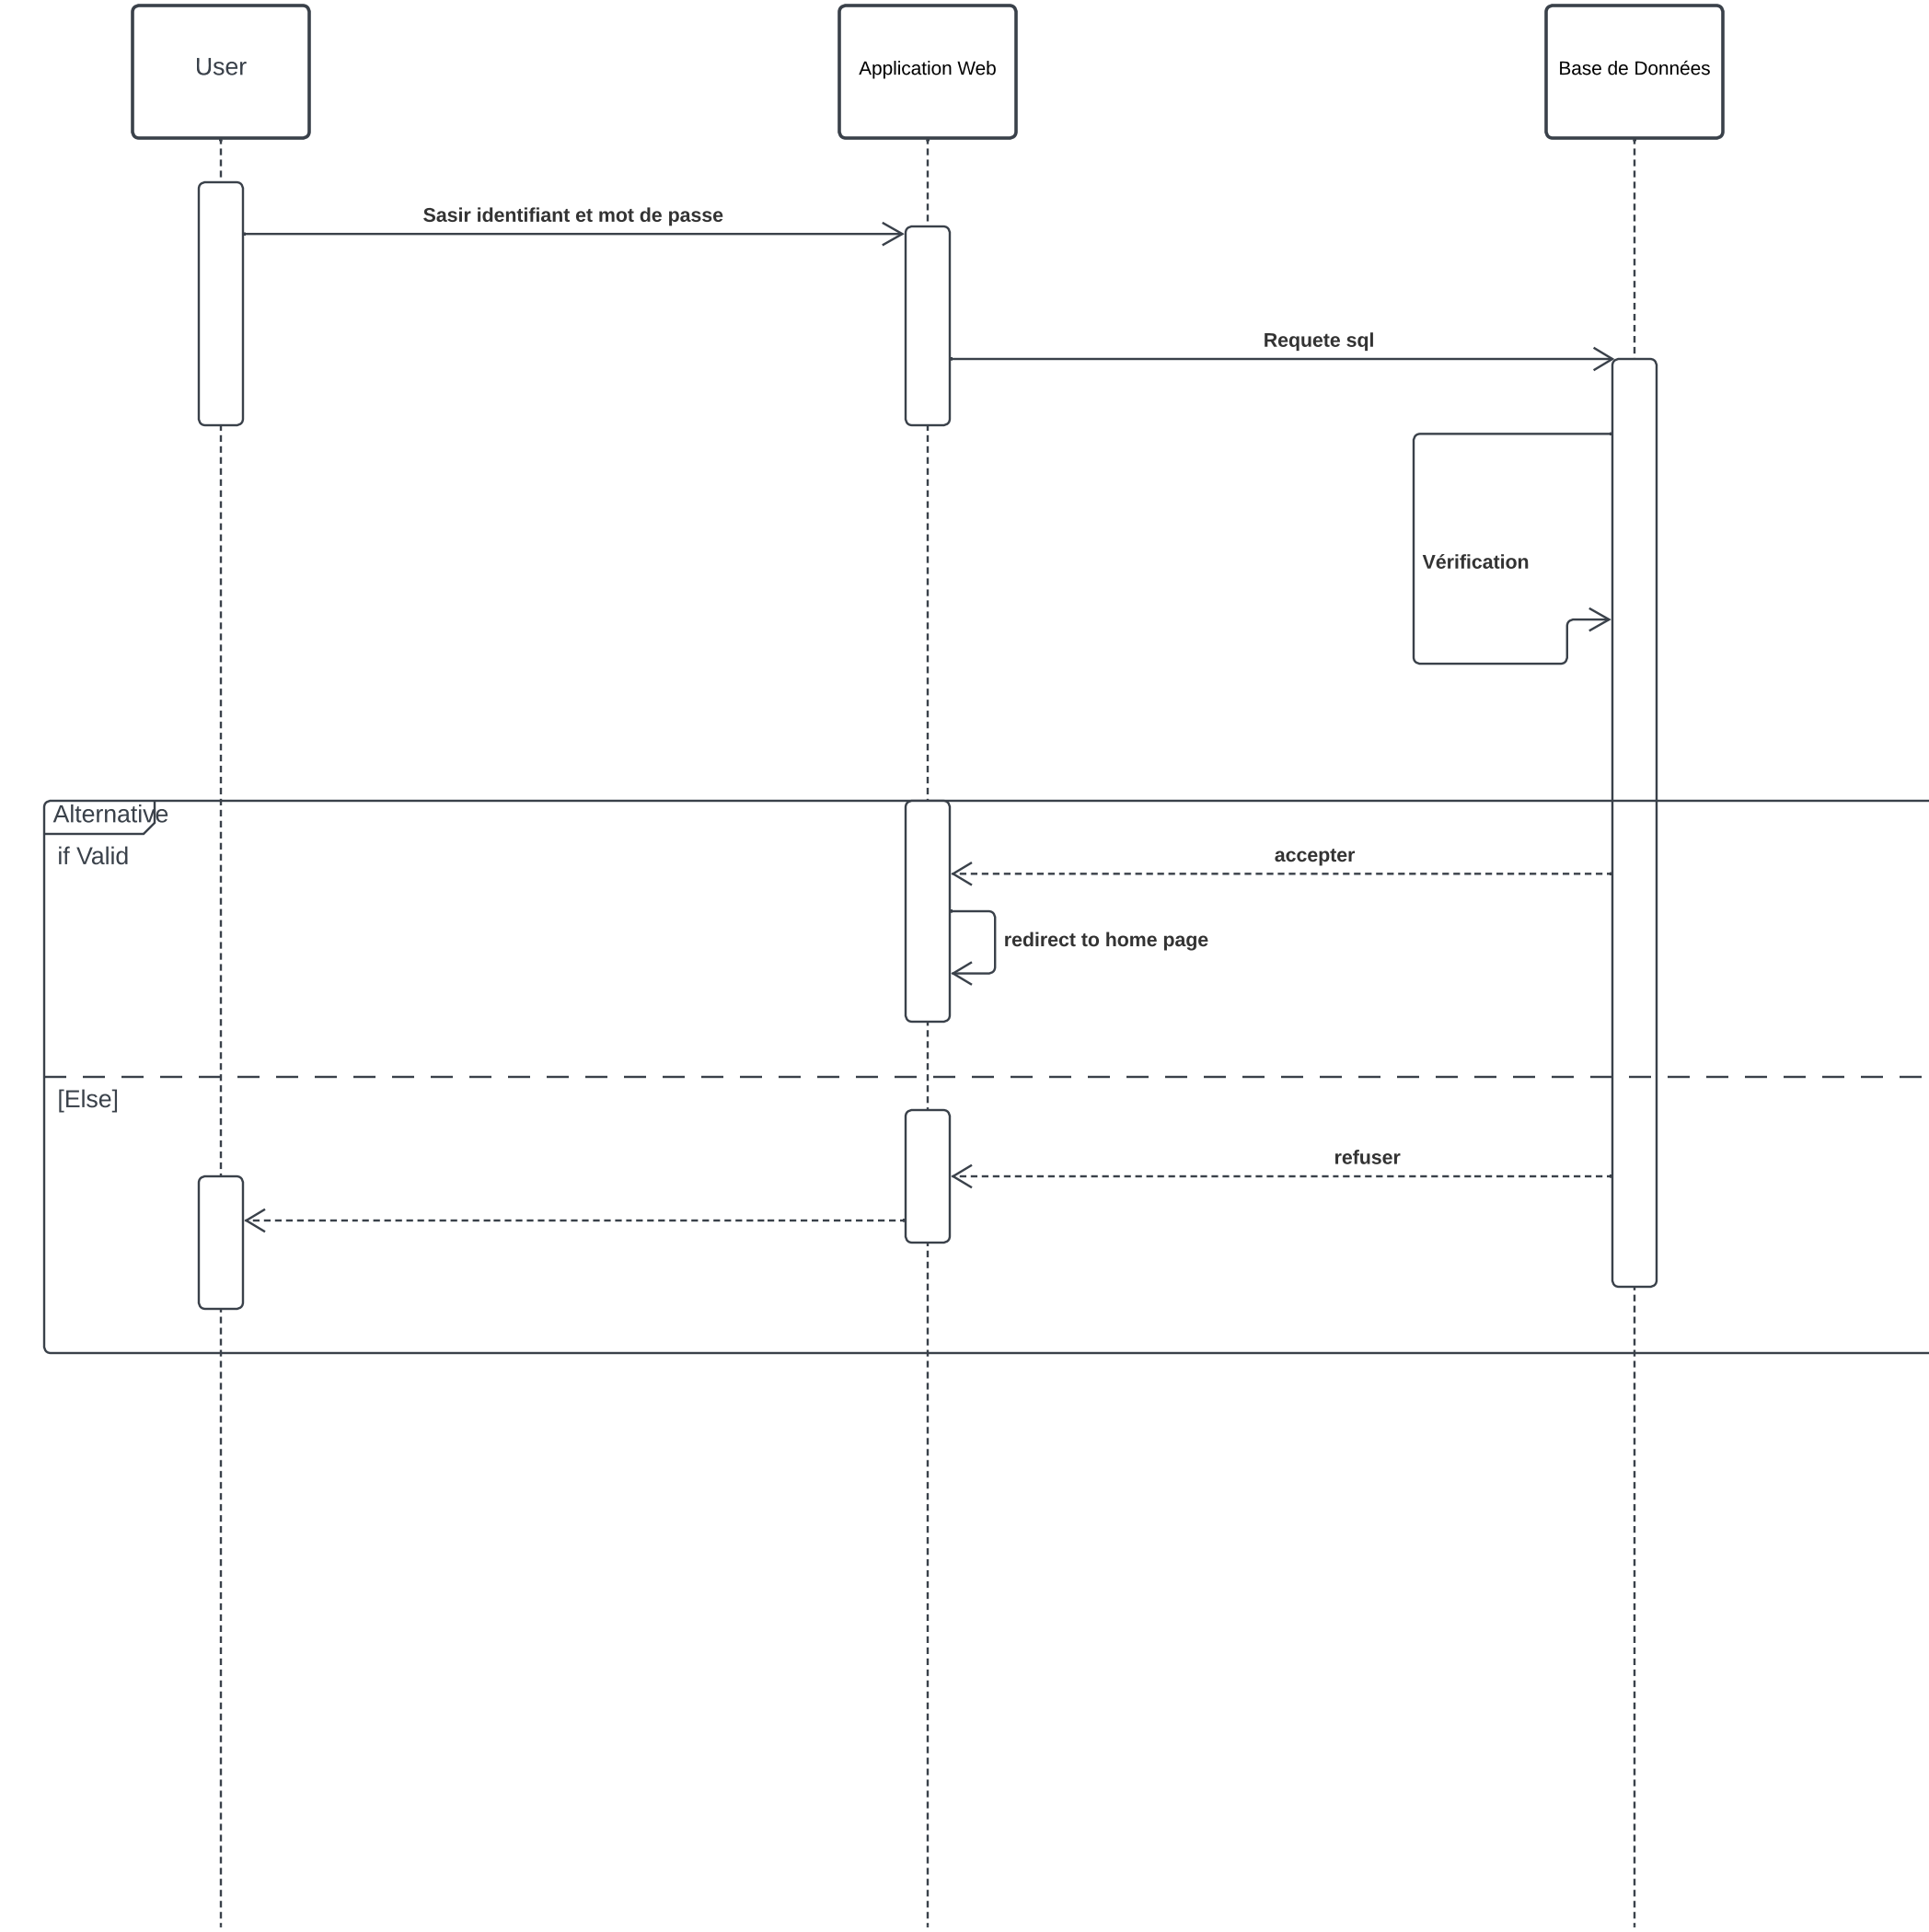 User
Application Web
Base de Données
Sasir identifiant et mot de passe
Requete sql
Vérification
Alternative
if Valid
accepter
redirect to home page
[Else]
refuser